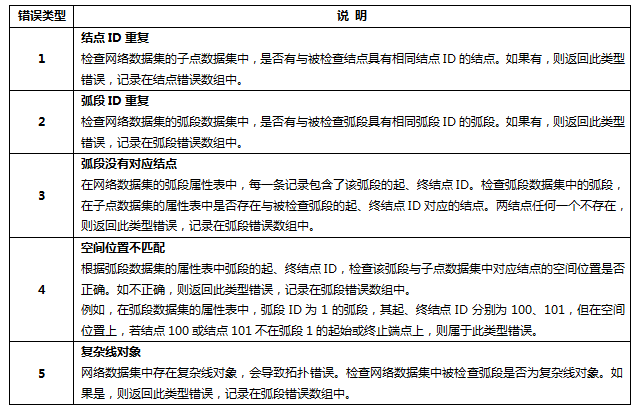 错误类型 说 明
1
结点 ID 重复
检查网络数据集的子点数据集中，是否有与被检查结点具有相同结点 ID 的结点。如果有，则返回此类型
错误，记录在结点错误数组中。
2
弧段 ID 重复
检查网络数据集的弧段数据集中，是否有与被检查弧段具有相同弧段 ID 的弧段。如果有，则返回此类型
错误，记录在弧段错误数组中。
3
弧段没有对应结点
在网络数据集的弧段属性表中，每一条记录包含了该弧段的起、终结点 ID。检查弧段数据集中的弧段，
在子点数据集的属性表中是否存在与被检查弧段的起、终结点 ID 对应的结点。两结点任何一个不存在，
则返回此类型错误，记录在弧段错误数组中。
4
空间位置不匹配
根据弧段数据集的属性表中弧段的起、终结点 ID，检查该弧段与子点数据集中对应结点的空间位置是否
正确。如不正确，则返回此类型错误，记录在弧段错误数组中。
例如，在弧段数据集的属性表中，弧段 ID 为 1 的弧段，其起、终结点 ID 分别为 100、101，但在空间
位置上，若结点 100 或结点 101 不在弧段 1 的起始或终止端点上，则属于此类型错误。
5
复杂线对象
网络数据集中存在复杂线对象，会导致拓扑错误。检查网络数据集中被检查弧段是否为复杂线对象。如
果是，则返回此类型错误，记录在弧段错误数组中。